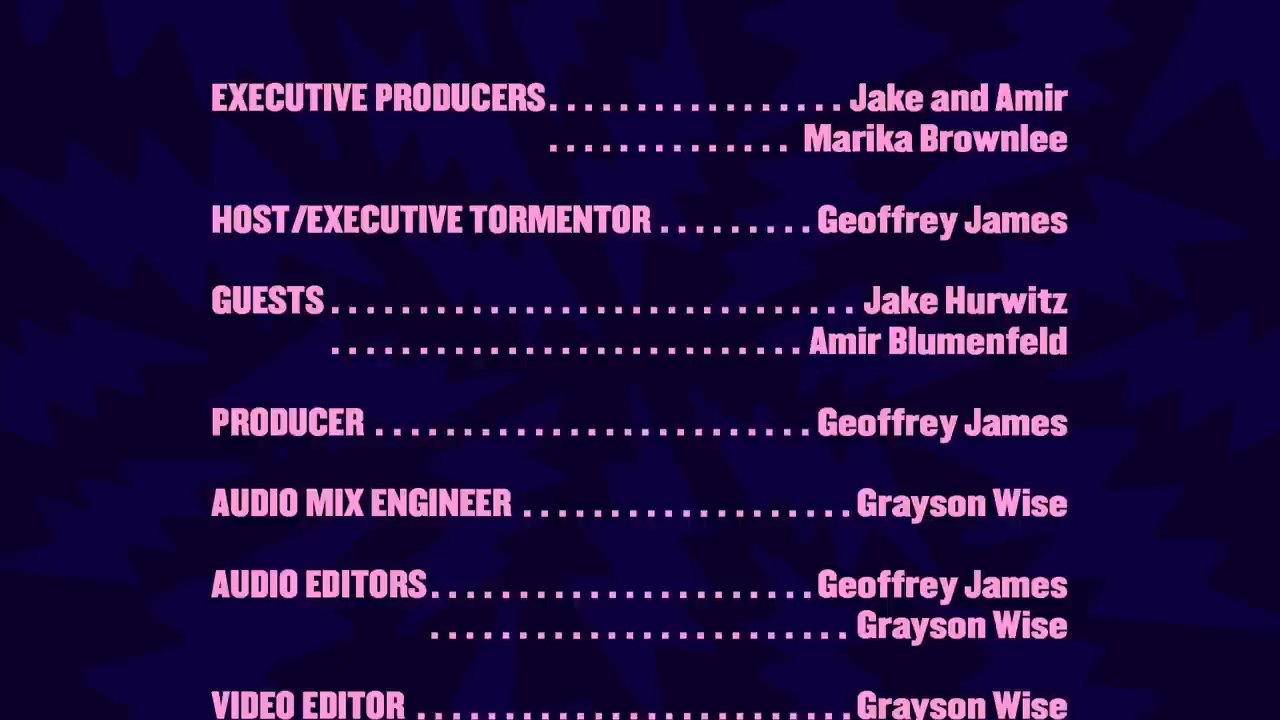 EXECUTIVE PRODUCERS.................Jake and Amir
..............Marika Brownlee
HOST/EXECUTIVE TORMENTOR.........Geoffrey James
GUESTS..............................Jake Hurwitz
...........................Amir Blumenfeld
PRODUCER.........................Geoffrey James
AUDIO MIX ENGINEER...................Grayson Wise
AUDIO EDITORS......................Geoffrey James
........................Grayson Wise
VIDEO EDITOR.........................Grayson Wise